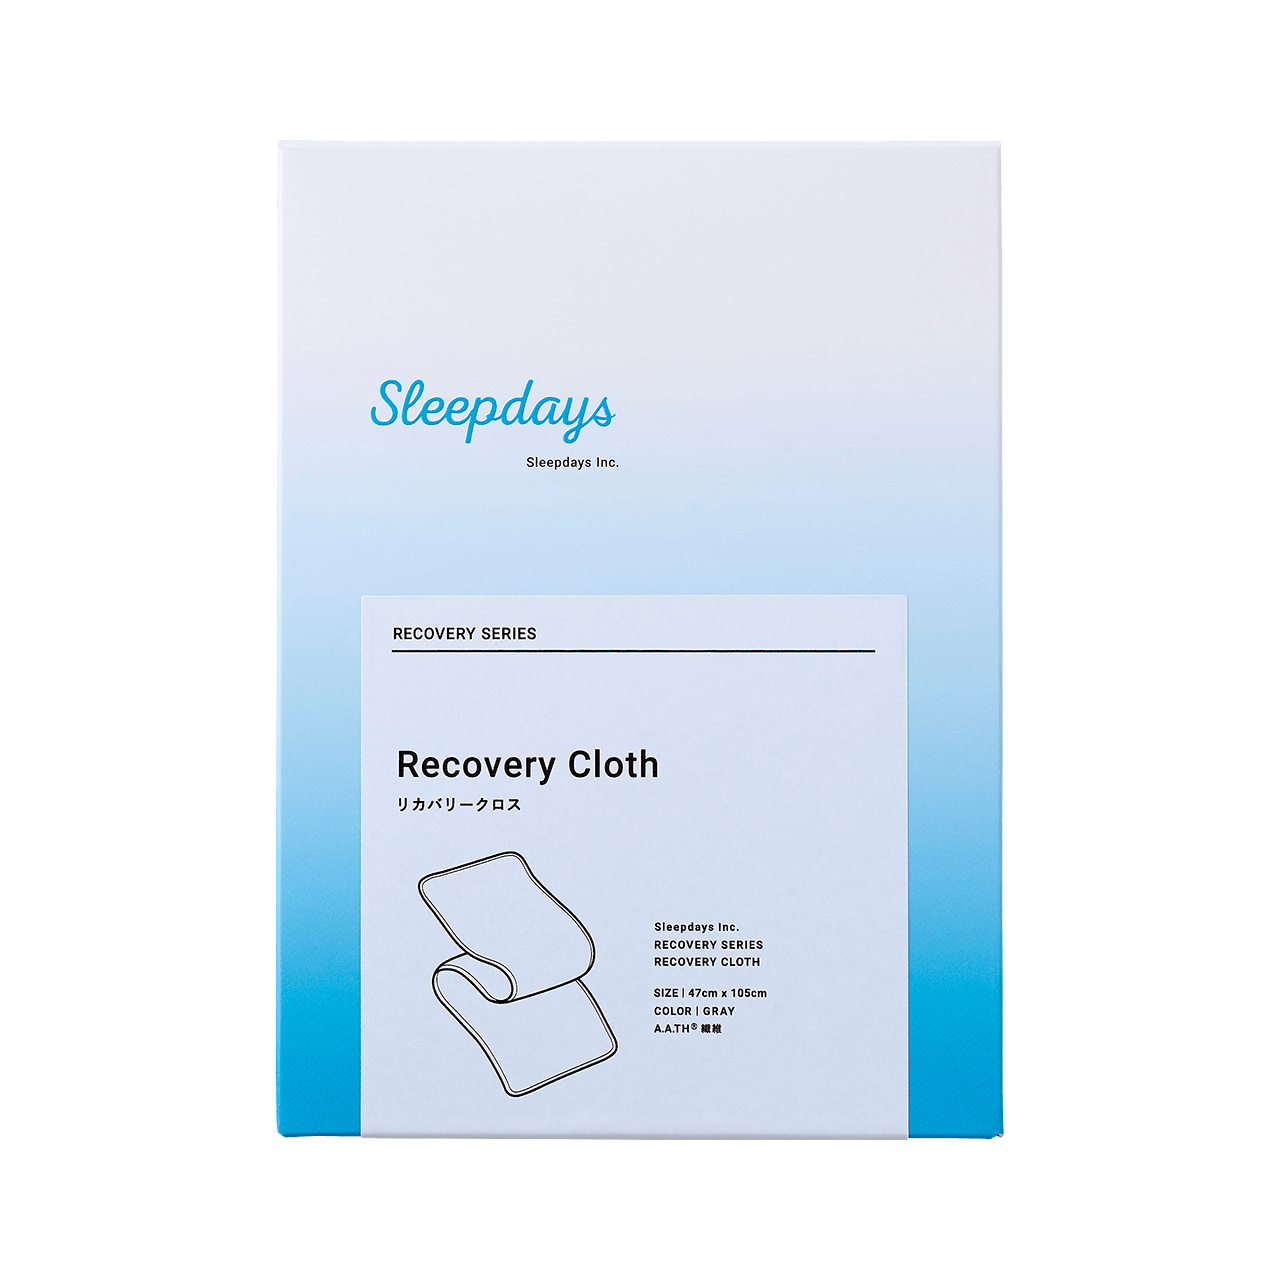 Sleepdays
Sleepdays Inc.
RECOVERY SERIES
Recovery Cloth
リカバリークロス
Sleepdays Inc.
RECOVERY SERIES
RECOVERY CLOTH
SIZE | 47cm x 105cm
COLOR | GRAY
A.A.TH® 繊維